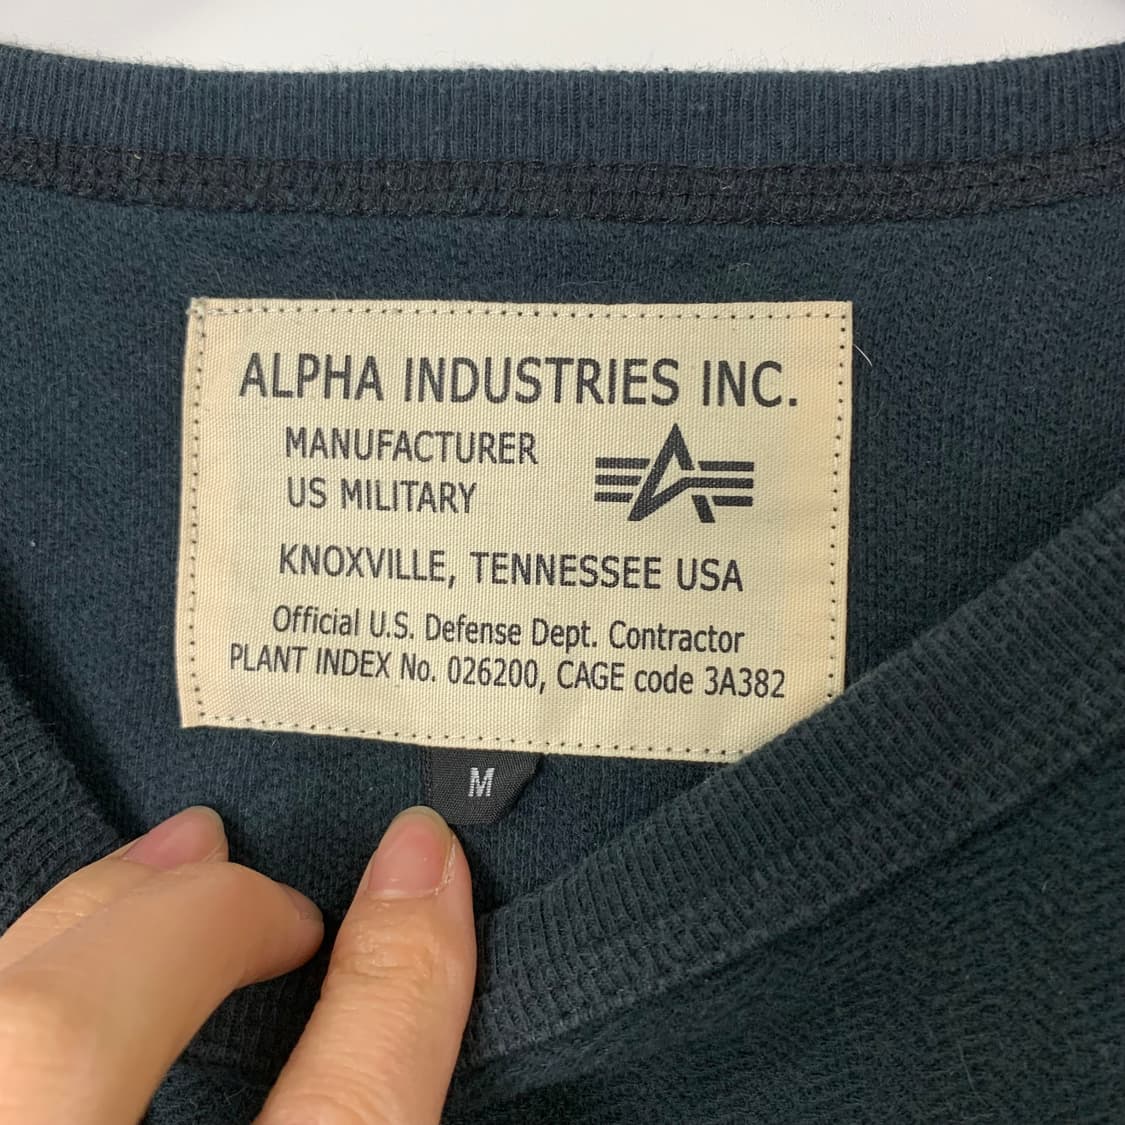 ALPHA INDUSTRIES INC.
MANUFACTURER
US MILITARY
KNOXVILLE, TENNESSEE USA
Official U.S. Defense Dept. Contractor
PLANT INDEX No. 026200, CAGE code 3A382
M